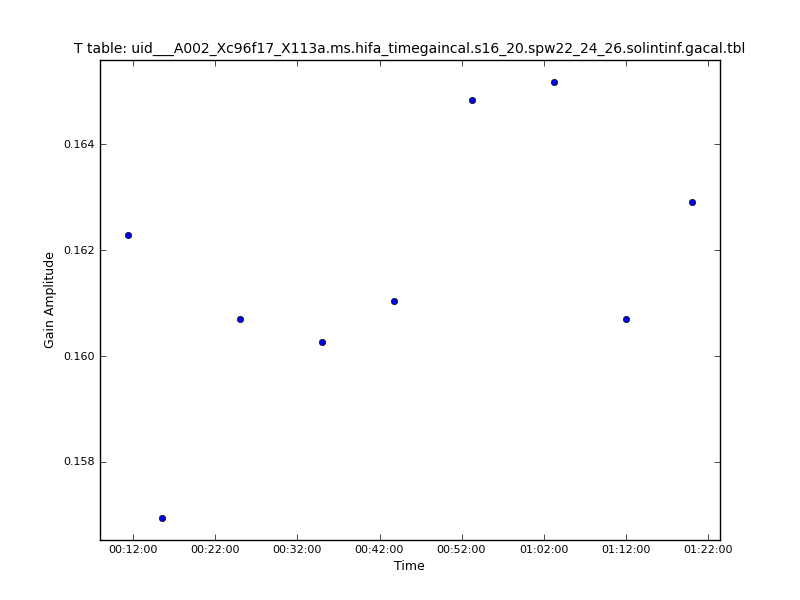 T table: uid___A002_Xc96f17_X113a.ms.hifa_timegaincal.s16_20.spw22_24_26.solintinf.gacal.tbl
0.164
0.162
Gain Amplitude
0.160
0.158
00:12:00 00:22:00 00:32:00 00:42:00 00:52:00 01:02:00 01:12:00 01:22:00
Time